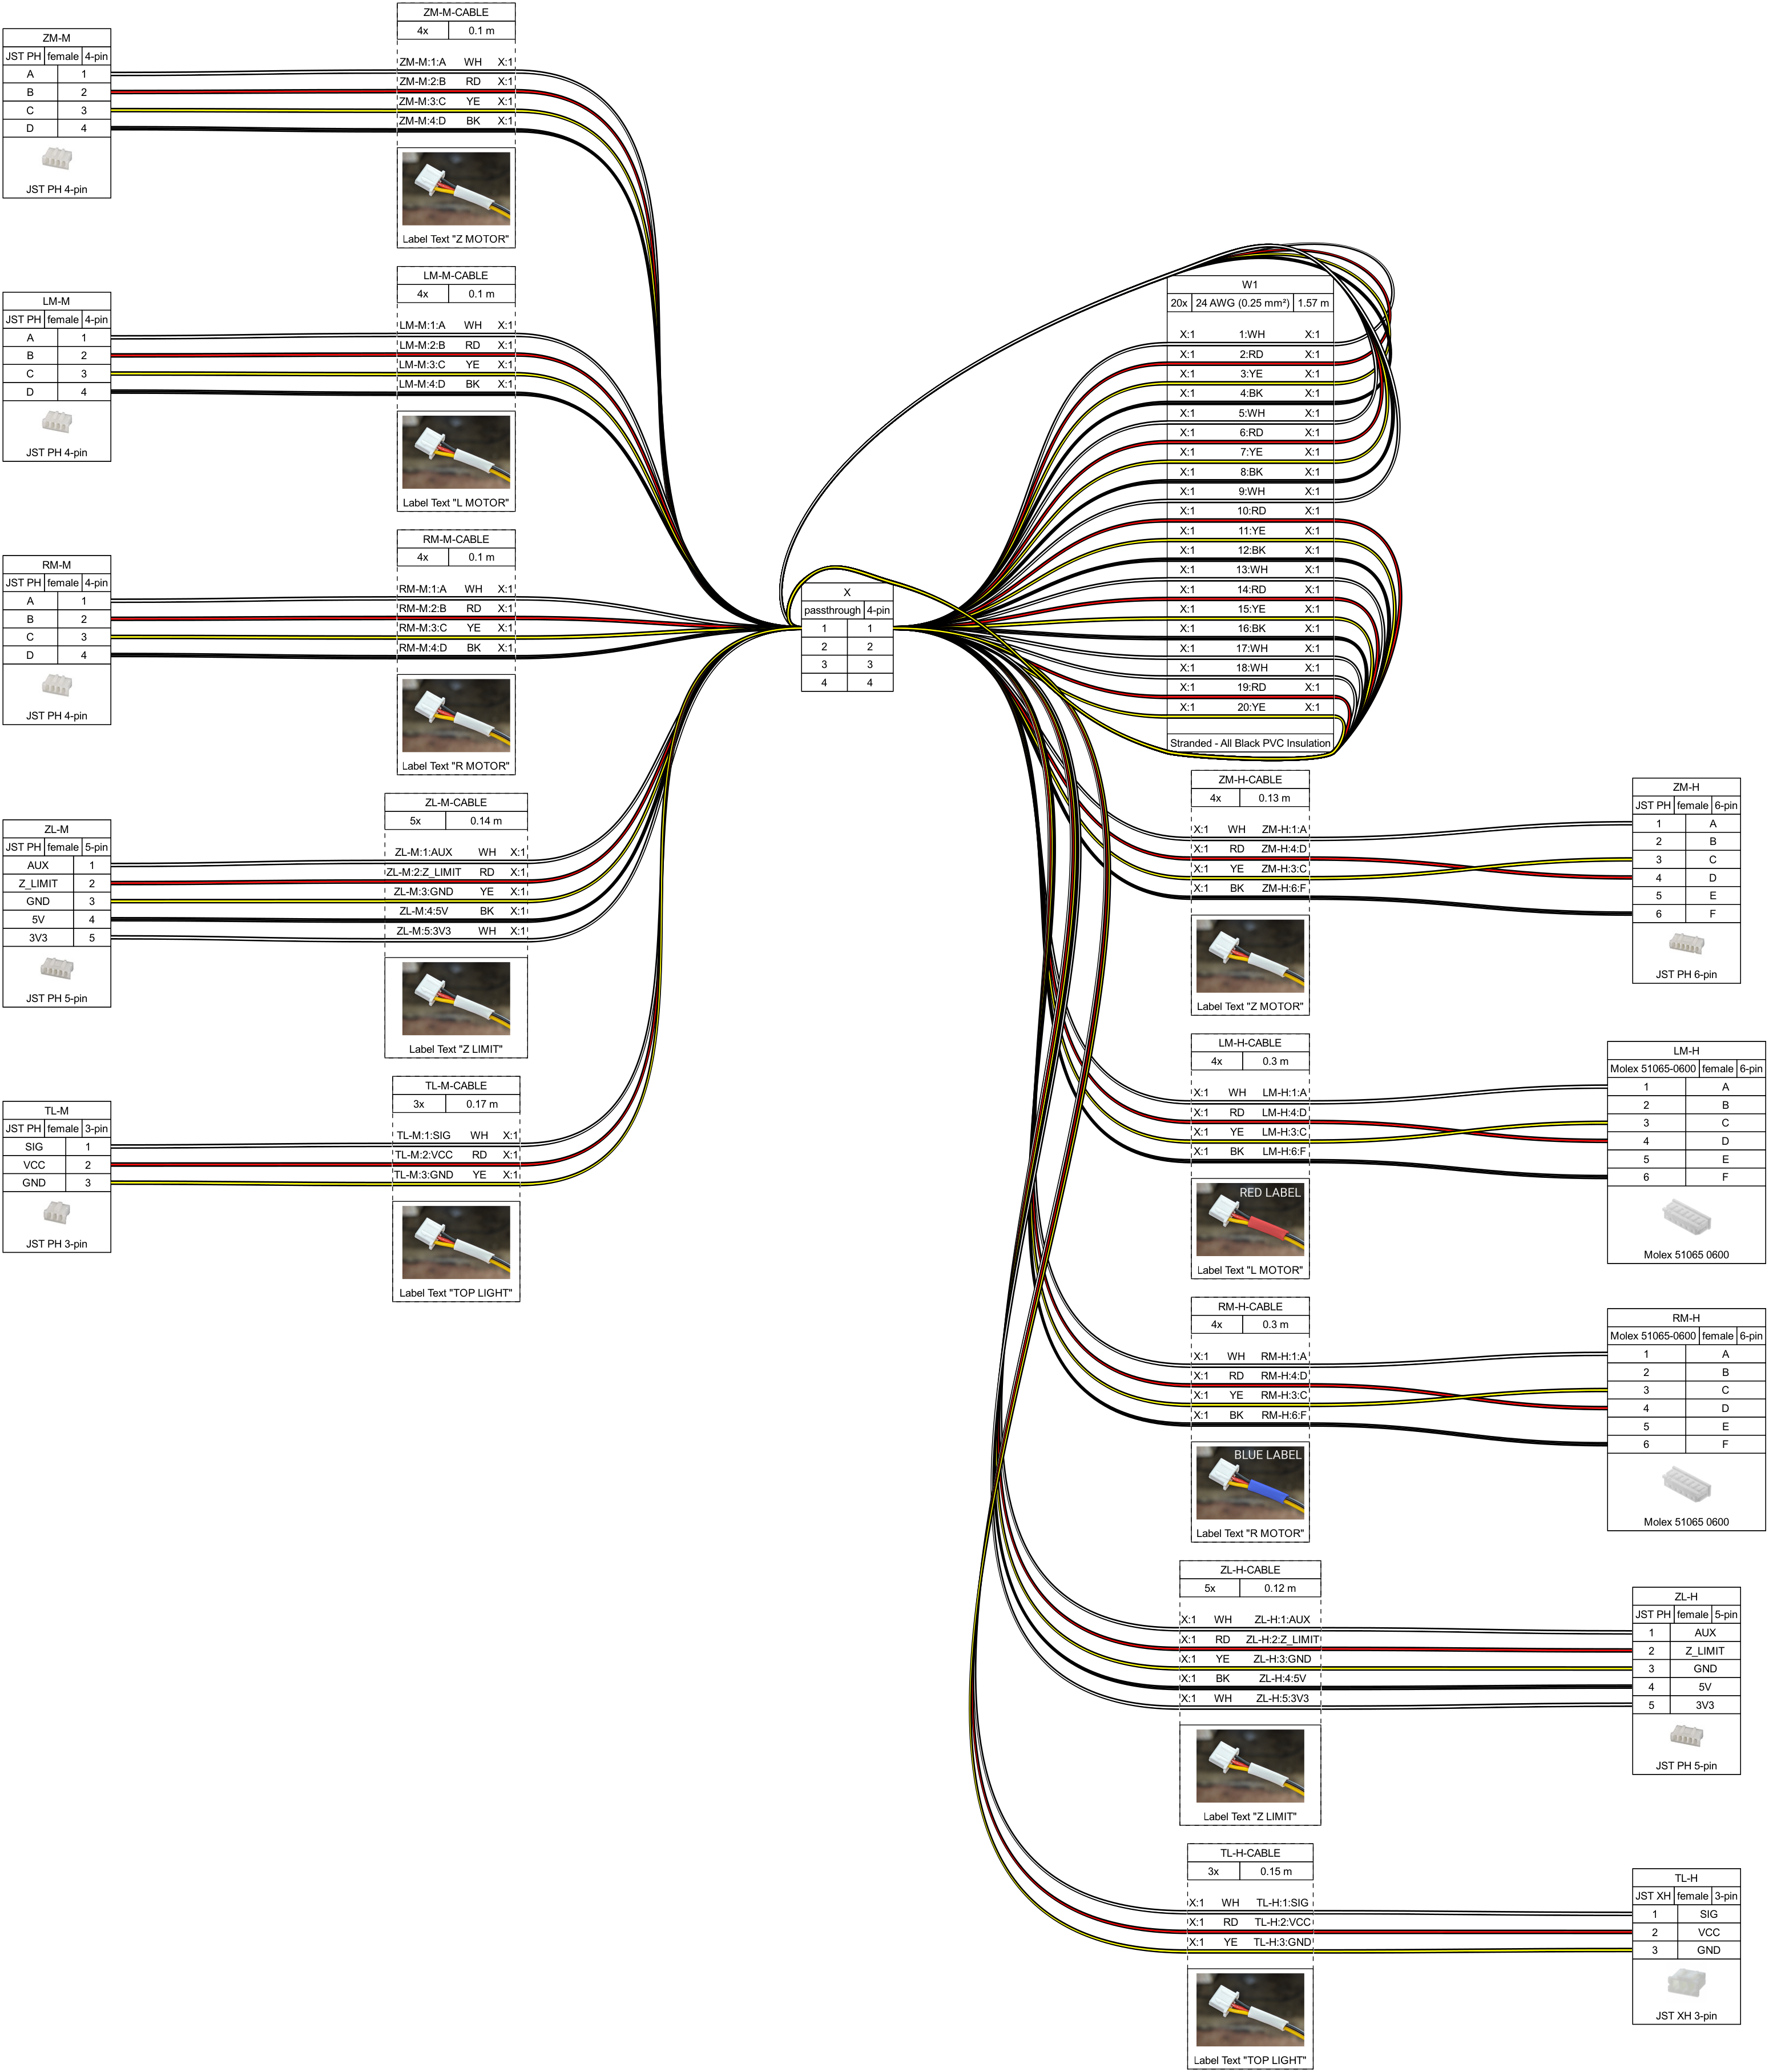 ZM-M
JST PH female 4-pin
A 1
B 2
C 3
D 4
JST PH 4-pin
ZM-M-CABLE
4x 0.1 m
ZM-M:1:A WH X:1
ZM-M:2:B RD X:1
ZM-M:3:C YE X:1
ZM-M:4:D BK X:1
Label Text "Z MOTOR"
LM-M
JST PH female 4-pin
A 1
B 2
C 3
D 4
JST PH 4-pin
LM-M-CABLE
4x 0.1 m
LM-M:1:A WH X:1
LM-M:2:B RD X:1
LM-M:3:C YE X:1
LM-M:4:D BK X:1
Label Text "L MOTOR"
RM-M
JST PH female 4-pin
A 1
B 2
C 3
D 4
JST PH 4-pin
RM-M-CABLE
4x 0.1 m
RM-M:1:A WH X:1
RM-M:2:B RD X:1
RM-M:3:C YE X:1
RM-M:4:D BK X:1
Label Text "R MOTOR"
ZL-M
JST PH female 5-pin
AUX 1
Z_LIMIT 2
GND 3
5V 4
3V3 5
JST PH 5-pin
ZL-M-CABLE
5x 0.14 m
ZL-M:1:AUX WH X:1
ZL-M:2:Z_LIMIT RD X:1
ZL-M:3:GND YE X:1
ZL-M:4:5V BK X:1
ZL-M:5:3V3 WH X:1
Label Text "Z LIMIT"
TL-M
JST PH female 3-pin
SIG 1
VCC 2
GND 3
JST PH 3-pin
TL-M-CABLE
3x 0.17 m
TL-M:1:SIG WH X:1
TL-M:2:VCC RD X:1
TL-M:3:GND YE X:1
Label Text "TOP LIGHT"
X
passthrough 4-pin
1 1
2 2
3 3
4 4
W1
20x 24 AWG (0.25 mm²) 1.57 m
X:1 1:WH X:1
X:1 2:RD X:1
X:1 3:YE X:1
X:1 4:BK X:1
X:1 5:WH X:1
X:1 6:RD X:1
X:1 7:YE X:1
X:1 8:BK X:1
X:1 9:WH X:1
X:1 10:RD X:1
X:1 11:YE X:1
X:1 12:BK X:1
X:1 13:WH X:1
X:1 14:RD X:1
X:1 15:YE X:1
X:1 16:BK X:1
X:1 17:WH X:1
X:1 18:WH X:1
X:1 19:RD X:1
X:1 20:YE X:1
Stranded - All Black PVC Insulation
ZM-H-CABLE
4x 0.13 m
X:1 WH ZM-H:1:A
X:1 RD ZM-H:4:D
X:1 YE ZM-H:3:C
X:1 BK ZM-H:6:F
Label Text "Z MOTOR"
ZM-H
JST PH female 6-pin
1 A
2 B
3 C
4 D
5 E
6 F
JST PH 6-pin
LM-H-CABLE
4x 0.3 m
X:1 WH LM-H:1:A
X:1 RD LM-H:4:D
X:1 YE LM-H:3:C
X:1 BK LM-H:6:F
RED LABEL
Label Text "L MOTOR"
LM-H
Molex 51065-0600 female 6-pin
1 A
2 B
3 C
4 D
5 E
6 F
Molex 51065 0600
RM-H-CABLE
4x 0.3 m
X:1 WH RM-H:1:A
X:1 RD RM-H:4:D
X:1 YE RM-H:3:C
X:1 BK RM-H:6:F
BLUE LABEL
Label Text "R MOTOR"
RM-H
Molex 51065-0600 female 6-pin
1 A
2 B
3 C
4 D
5 E
6 F
Molex 51065 0600
ZL-H-CABLE
5x 0.12 m
X:1 WH ZL-H:1:AUX
X:1 RD ZL-H:2:Z_LIMIT
X:1 YE ZL-H:3:GND
X:1 BK ZL-H:4:5V
X:1 WH ZL-H:5:3V3
Label Text "Z LIMIT"
ZL-H
JST PH female 5-pin
1 AUX
2 Z_LIMIT
3 GND
4 5V
5 3V3
JST PH 5-pin
TL-H-CABLE
3x 0.15 m
X:1 WH TL-H:1:SIG
X:1 RD TL-H:2:VCC
X:1 YE TL-H:3:GND
Label Text "TOP LIGHT"
TL-H
JST XH female 3-pin
1 SIG
2 VCC
3 GND
JST XH 3-pin